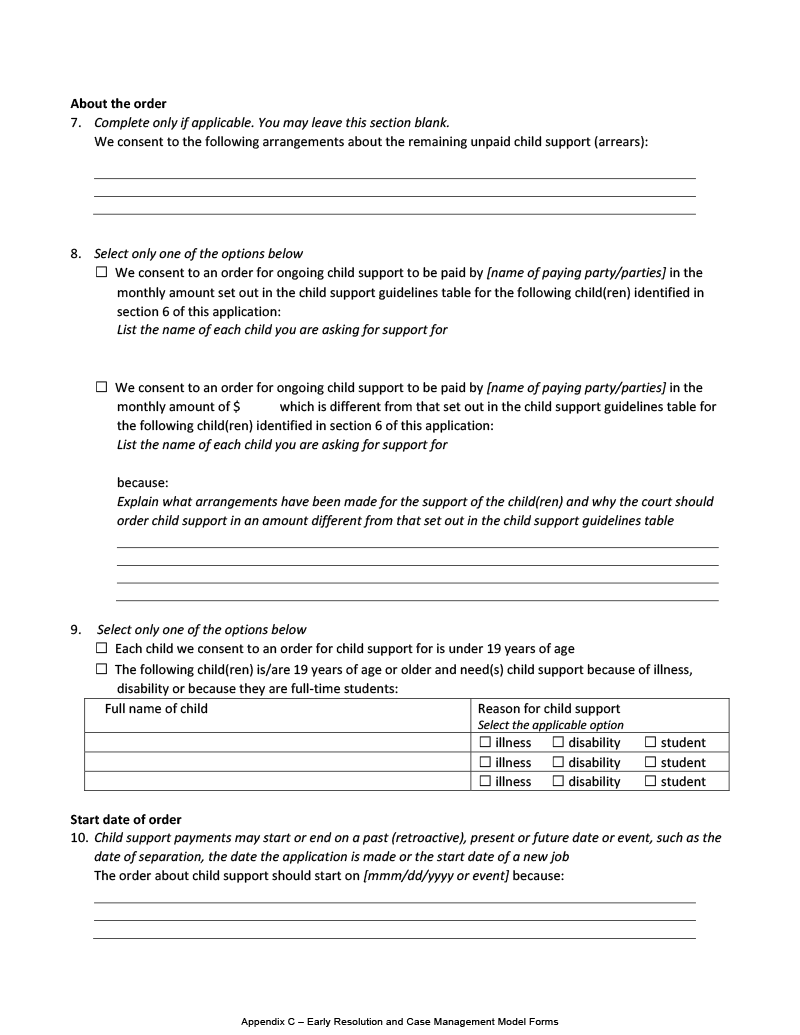 About the order
7. Complete only if applicable. You may leave this section blank.
We consent to the following arrangements about the remaining unpaid child support (arrears):
8. Select only one of the options below
☐ We consent to an order for ongoing child support to be paid by [name of paying party/parties] in the
monthly amount set out in the child support guidelines table for the following child(ren) identified in
section 6 of this application:
List the name of each child you are asking for support for
☐ We consent to an order for ongoing child support to be paid by [name of paying party/parties] in the
monthly amount of $ which is different from that set out in the child support guidelines table for
the following child(ren) identified in section 6 of this application:
List the name of each child you are asking for support for
because:
Explain what arrangements have been made for the support of the child(ren) and why the court should
order child support in an amount different from that set out in the child support guidelines table
9. Select only one of the options below
☐ Each child we consent to an order for child support for is under 19 years of age
☐ The following child(ren) is/are 19 years of age or older and need(s) child support because of illness,
disability or because they are full-time students:
Full name of child Reason for child support
Select the applicable option
☐ illness ☐ disability ☐ student
☐ illness ☐ disability ☐ student
☐ illness ☐ disability ☐ student
Start date of order
10. Child support payments may start or end on a past (retroactive), present or future date or event, such as the
date of separation, the date the application is made or the start date of a new job
The order about child support should start on [mmm/dd/yyyy or event] because:
Appendix C – Early Resolution and Case Management Model Forms